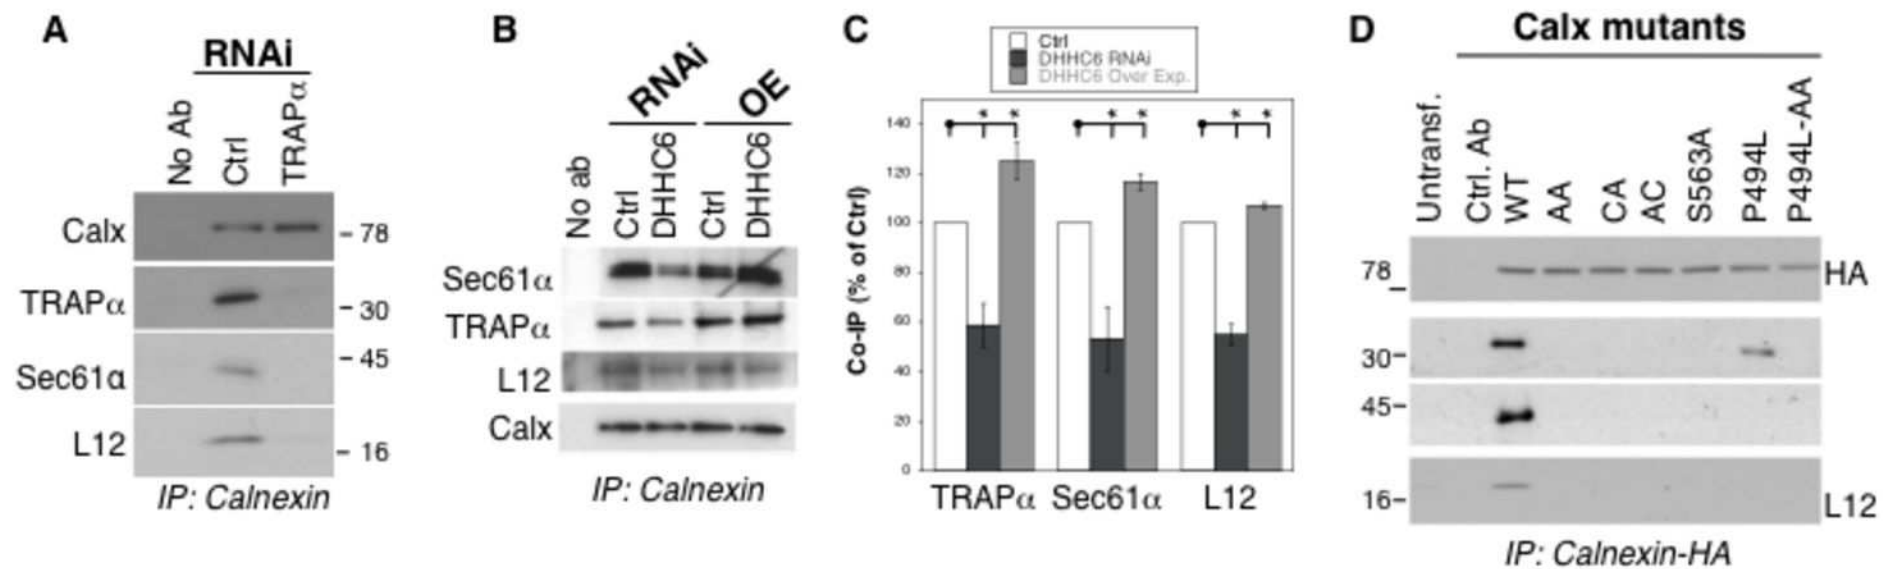 A
RNAi
No Ab
Ctrl
TRAPα
Calx
TRAPα
Sec61α
L12
- 78
- 30
- 45
- 16
IP: Calnexin
B
RNAi
OE
No ab
Ctrl
DHHC6
Ctrl
DHHC6
Sec61α
TRAPα
L12
Calx
IP: Calnexin
C
Ctrl
DHHC6 RNAi
DHHC6 Over Exp.
Co-IP (% of Ctrl)
140
120
100
80
60
40
20
0
* *
* *
* *
TRAPα Sec61α L12
D
Calx mutants
Untransf.
Ctrl. Ab
WT
AA
CA
AC
S563A
P494L
P494L-AA
78 _
30-
45-
16-
HA
L12
IP: Calnexin-HA